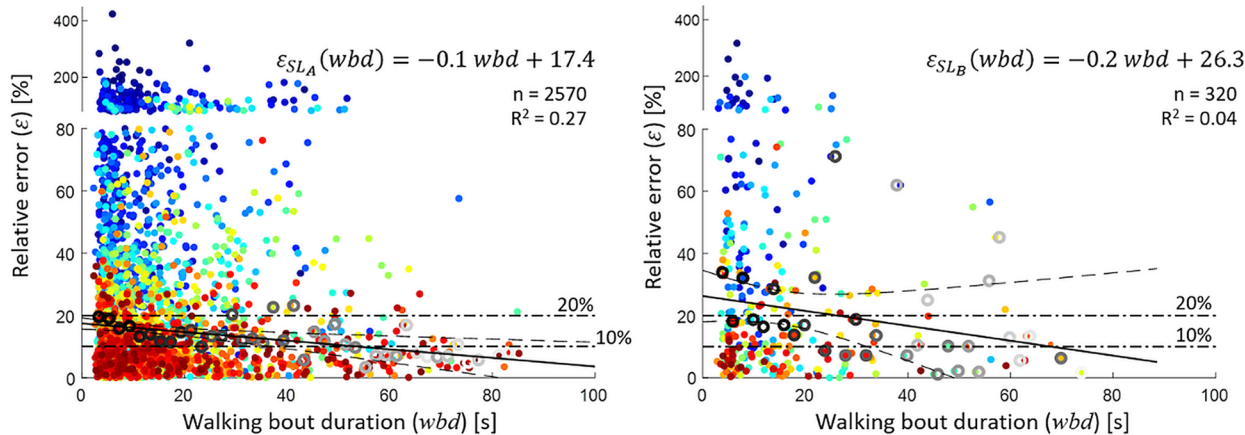 400
200
80
60
40
20
0
Relative error (ε) [%]
ε_{SL_A}(wbd) = −0.1 wbd + 17.4
n = 2570
R² = 0.27
20%
10%
0 20 40 60 80 100
Walking bout duration (wbd) [s]
400
200
80
60
40
20
0
Relative error (ε) [%]
ε_{SL_B}(wbd) = −0.2 wbd + 26.3
n = 320
R² = 0.04
20%
10%
0 20 40 60 80 100
Walking bout duration (wbd) [s]